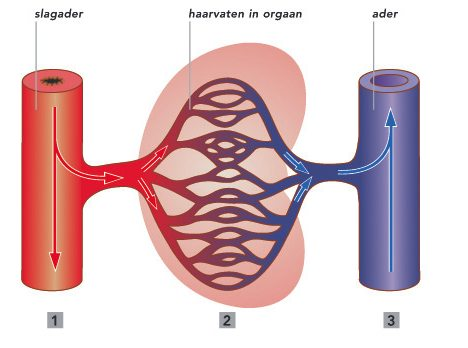 slagader
haarvaten in orgaan
ader
1
2
3